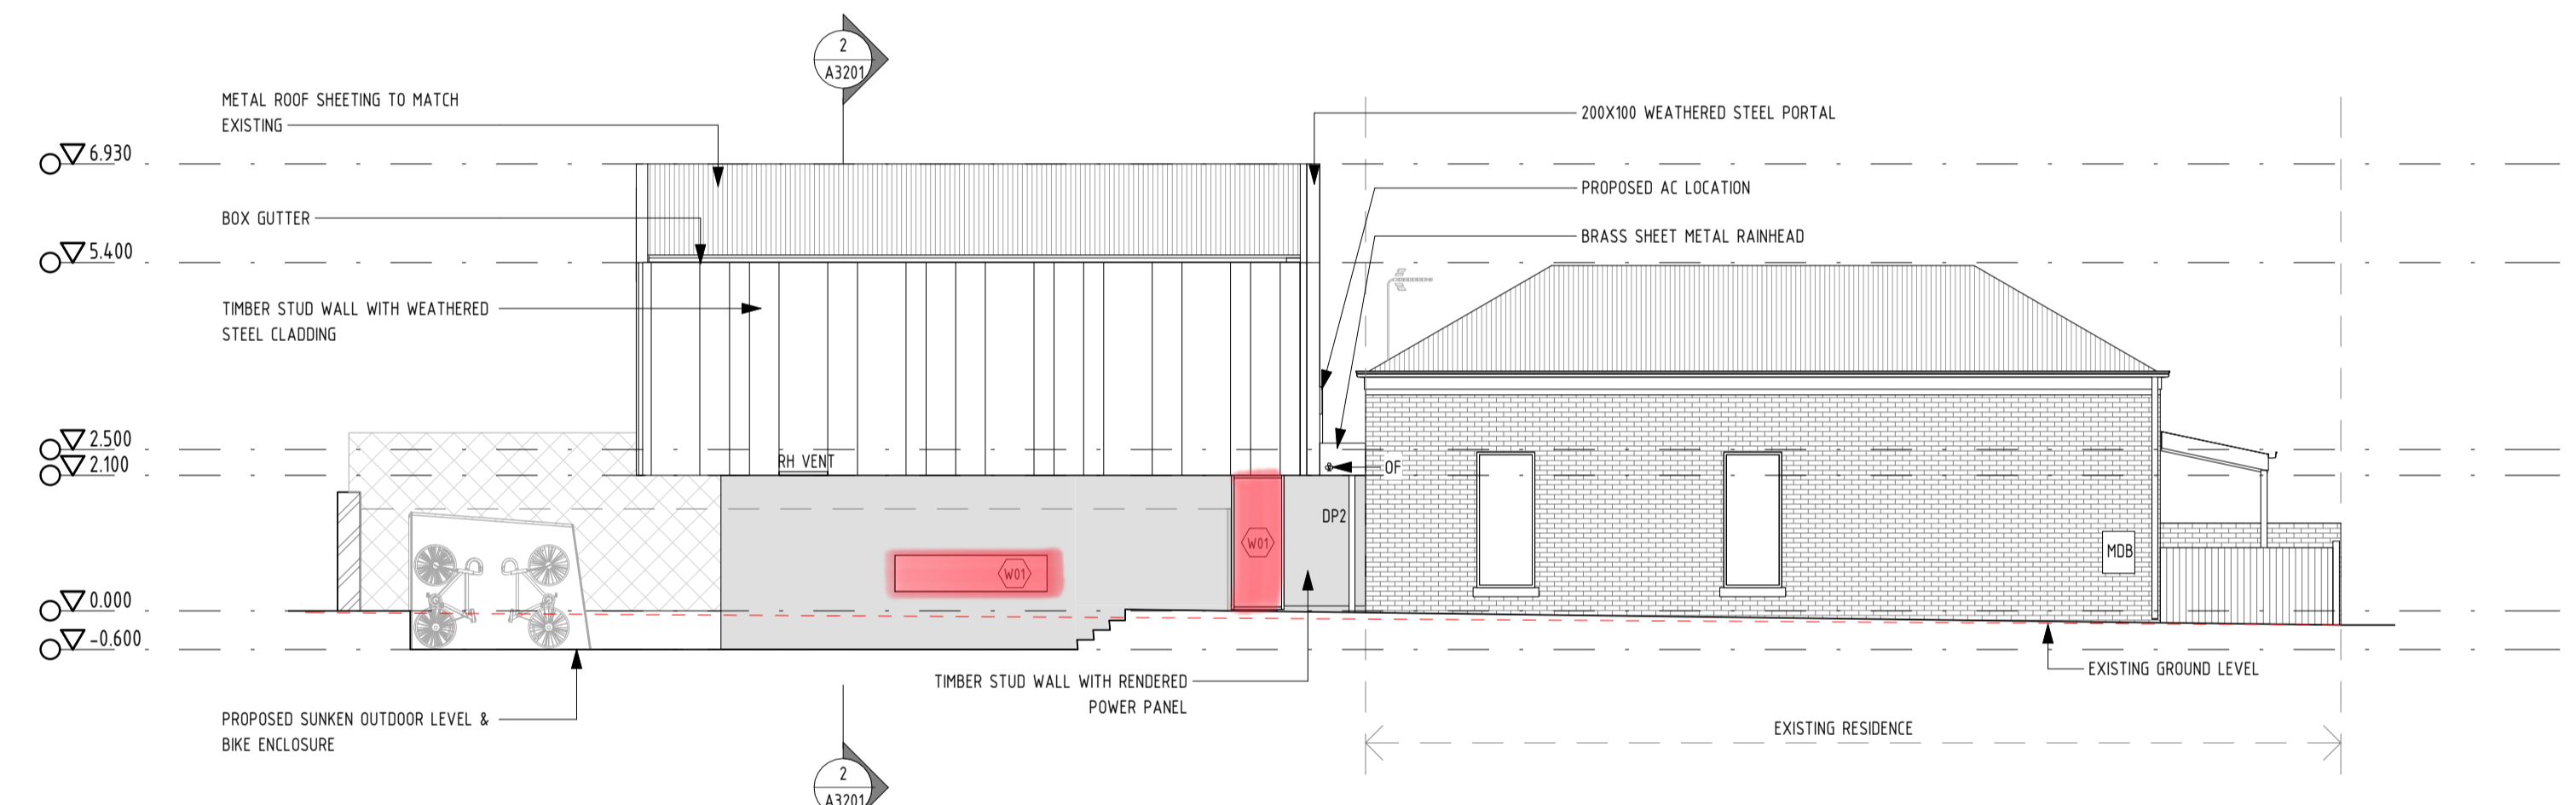 2
A3201
METAL ROOF SHEETING TO MATCH
EXISTING
200X100 WEATHERED STEEL PORTAL
6.930
PROPOSED AC LOCATION
BOX GUTTER
BRASS SHEET METAL RAINHEAD
5.400
TIMBER STUD WALL WITH WEATHERED
STEEL CLADDING
2.500
RH VENT
2.100
OF
DP2
W01
MDB
W01
0.000
-0.600
EXISTING GROUND LEVEL
TIMBER STUD WALL WITH RENDERED
POWER PANEL
PROPOSED SUNKEN OUTDOOR LEVEL &
BIKE ENCLOSURE
EXISTING RESIDENCE
2
A3201